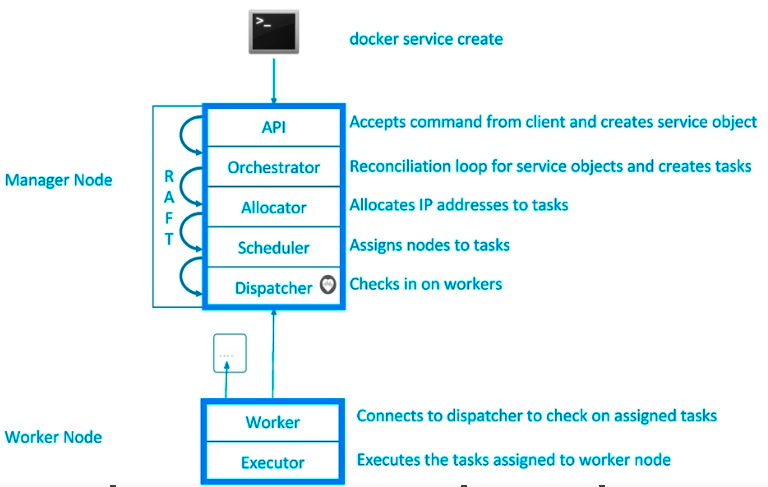 >_
docker service create
API
Accepts command from client and creates service object
Orchestrator
Reconciliation loop for service objects and creates tasks
Manager Node
RAFT
Allocator
Allocates IP addresses to tasks
Scheduler
Assigns nodes to tasks
Dispatcher
Checks in on workers
....
Worker
Connects to dispatcher to check on assigned tasks
Worker Node
Executor
Executes the tasks assigned to worker node